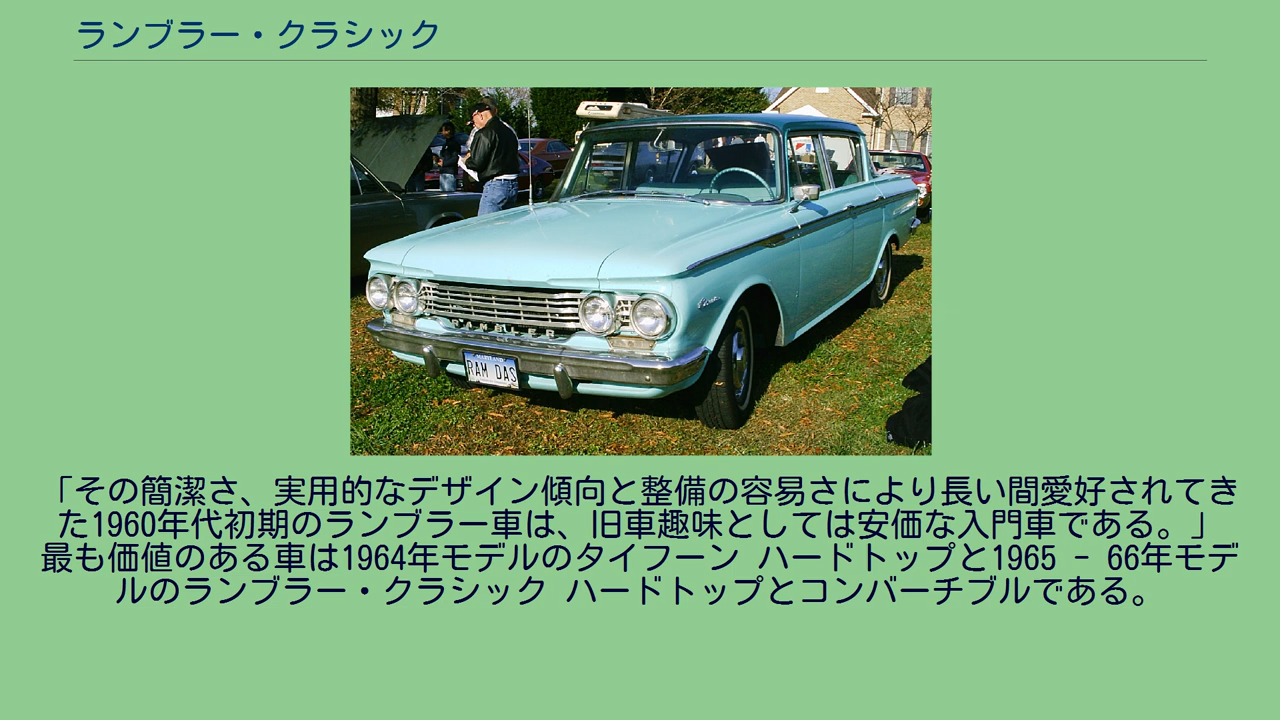 ランブラー・クラシック
RAMBLER
MARYLAND
RAM DAS
「その簡潔さ、実用的なデザイン傾向と整備の容易さにより長い間愛好されてき
た1960年代初期のランブラー車は、旧車趣味としては安価な入門車である。」
最も価値のある車は1964年モデルのタイフーン ハードトップと1965 - 66年モデ
ルのランブラー・クラシック ハードトップとコンバーチブルである。